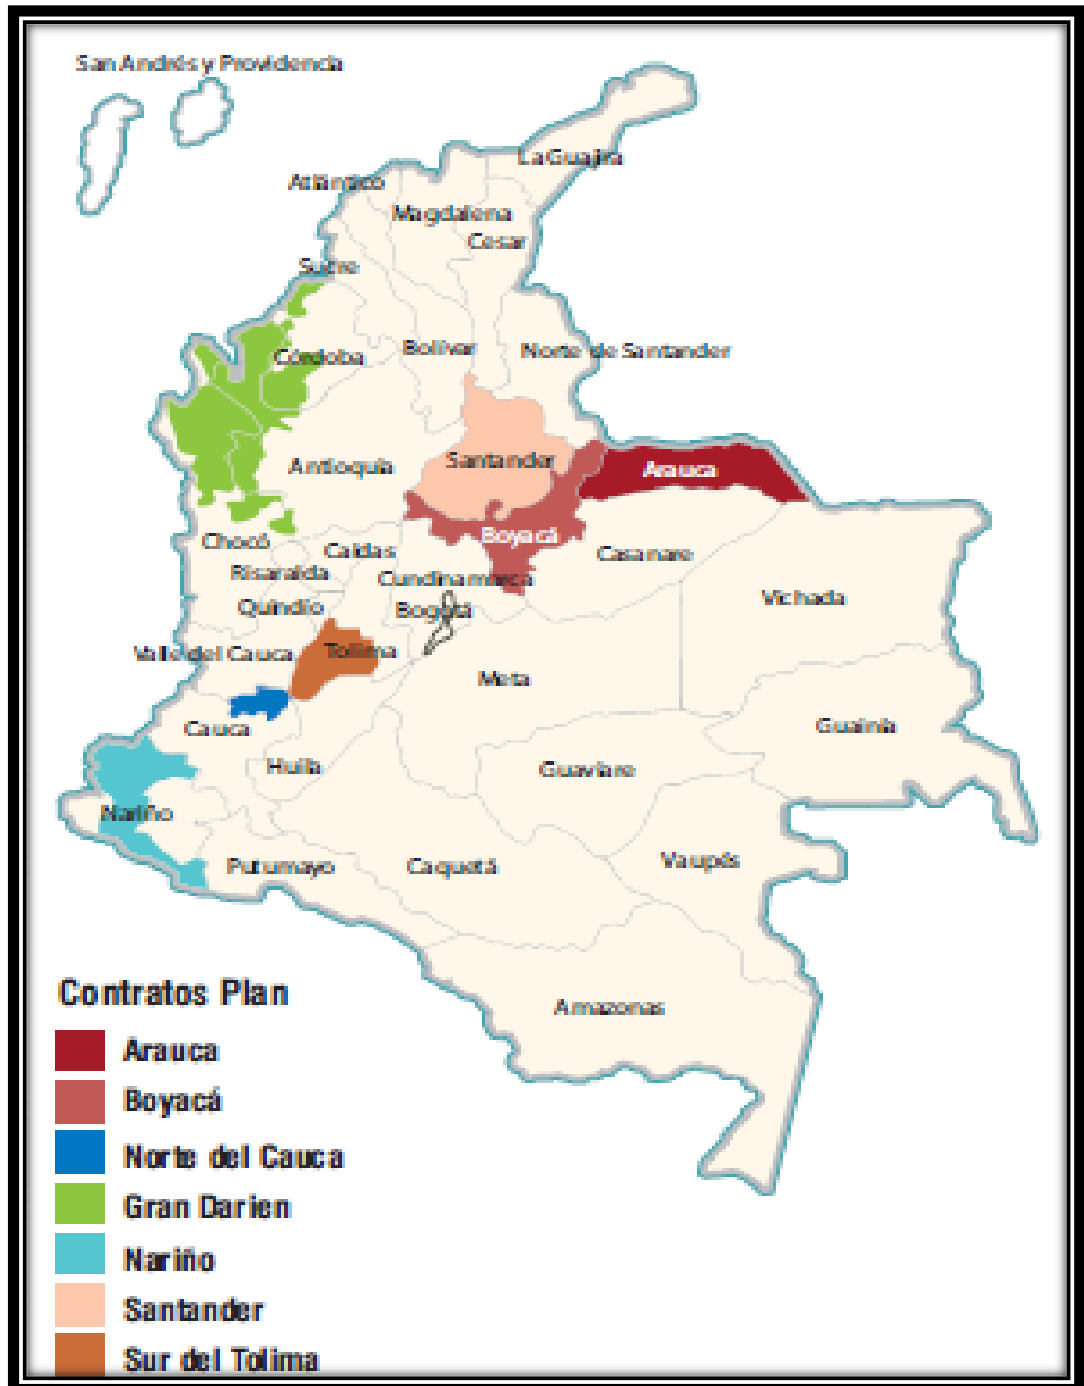 San Andrés y Providencia
La Guajira
Atlántico
Magdalena
Cesar
Sucre
Bolívar
Norte de Santander
Córdoba
Santander
Arauca
Antioquia
Boyacá
Chocó
Caldas
Casanare
Risaralda
Cundinamarca
Vichada
Quindío
Bogotá
Valle del Cauca
Tolima
Meta
Cauca
Guainía
Huila
Guaviare
Nariño
Putumayo
Caquetá
Vaupés
Amazonas
Contratos Plan
Arauca
Boyacá
Norte del Cauca
Gran Darien
Nariño
Santander
Sur del Tolima